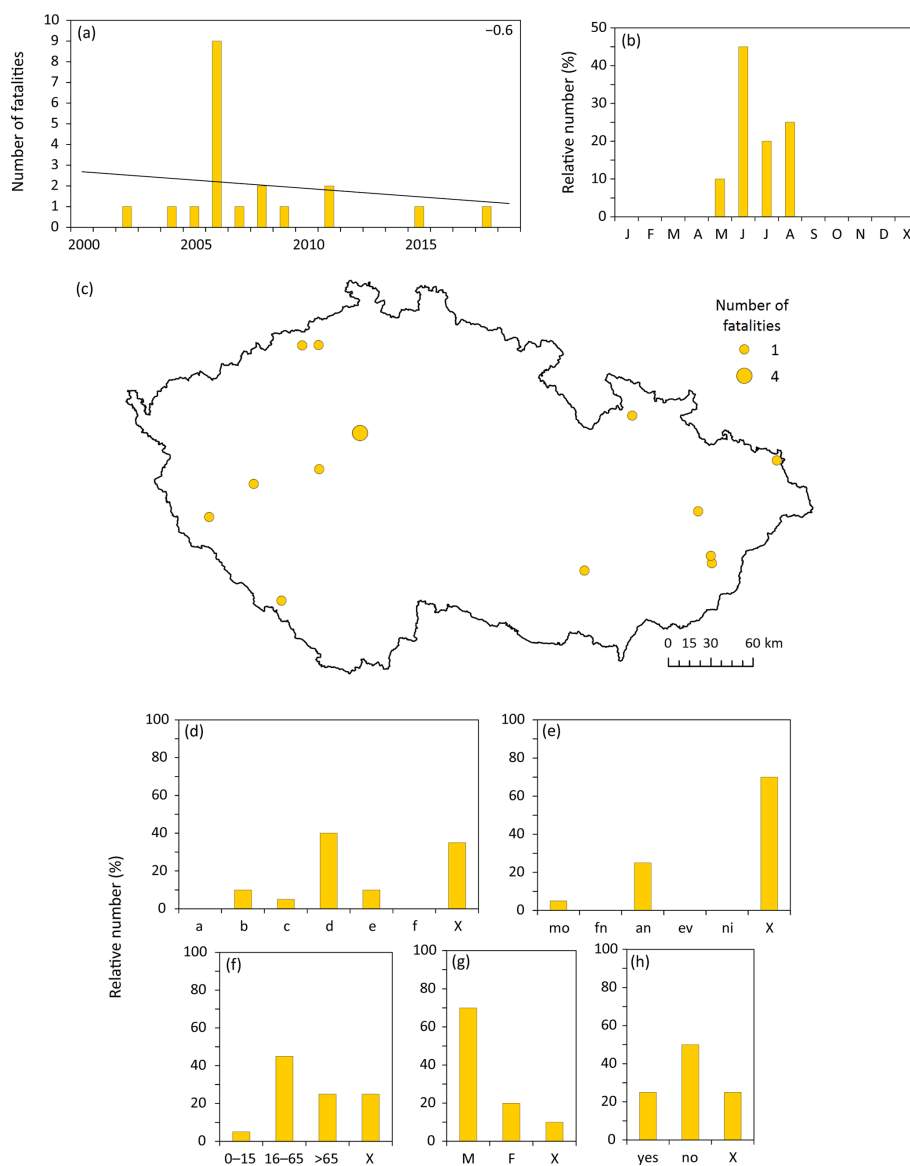 (a)
−0.6
Number of fatalities
10
9
8
7
6
5
4
3
2
1
0
2000 2005 2010 2015
(b)
Relative number (%)
50
40
30
20
10
0
J F M A M J J A S O N D X
(c)
Number of
fatalities
1
4
0 15 30 60 km
Relative number (%)
(d)
100
80
60
40
20
0
a b c d e f X
(e)
100
80
60
40
20
0
mo fn an ev ni X
(f)
100
80
60
40
20
0
0–15 16–65 >65 X
(g)
100
80
60
40
20
0
M F X
(h)
100
80
60
40
20
0
yes no X